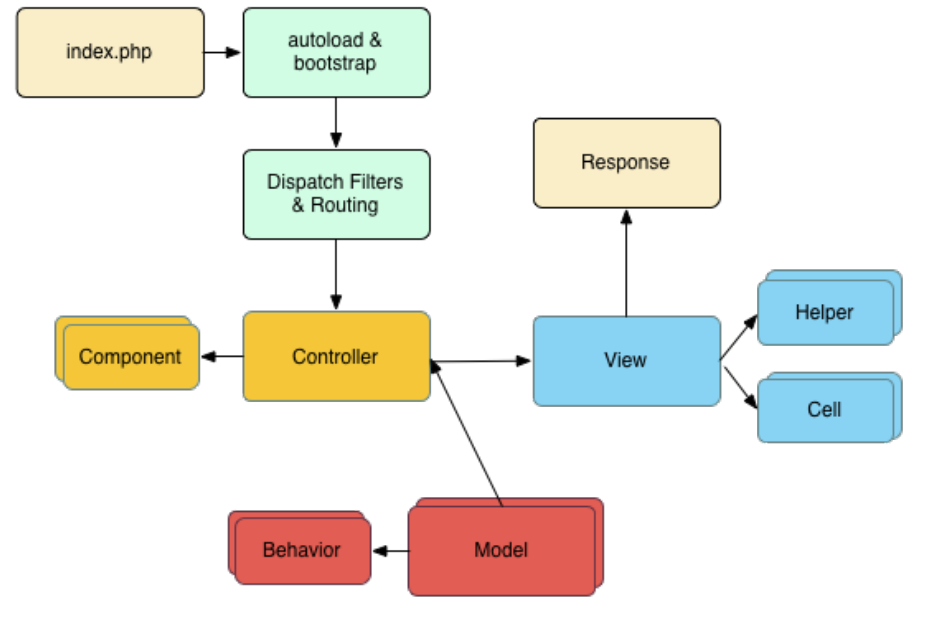 index.php
autoload &
bootstrap
Dispatch Filters
& Routing
Response
Component
Controller
View
Helper
Cell
Behavior
Model